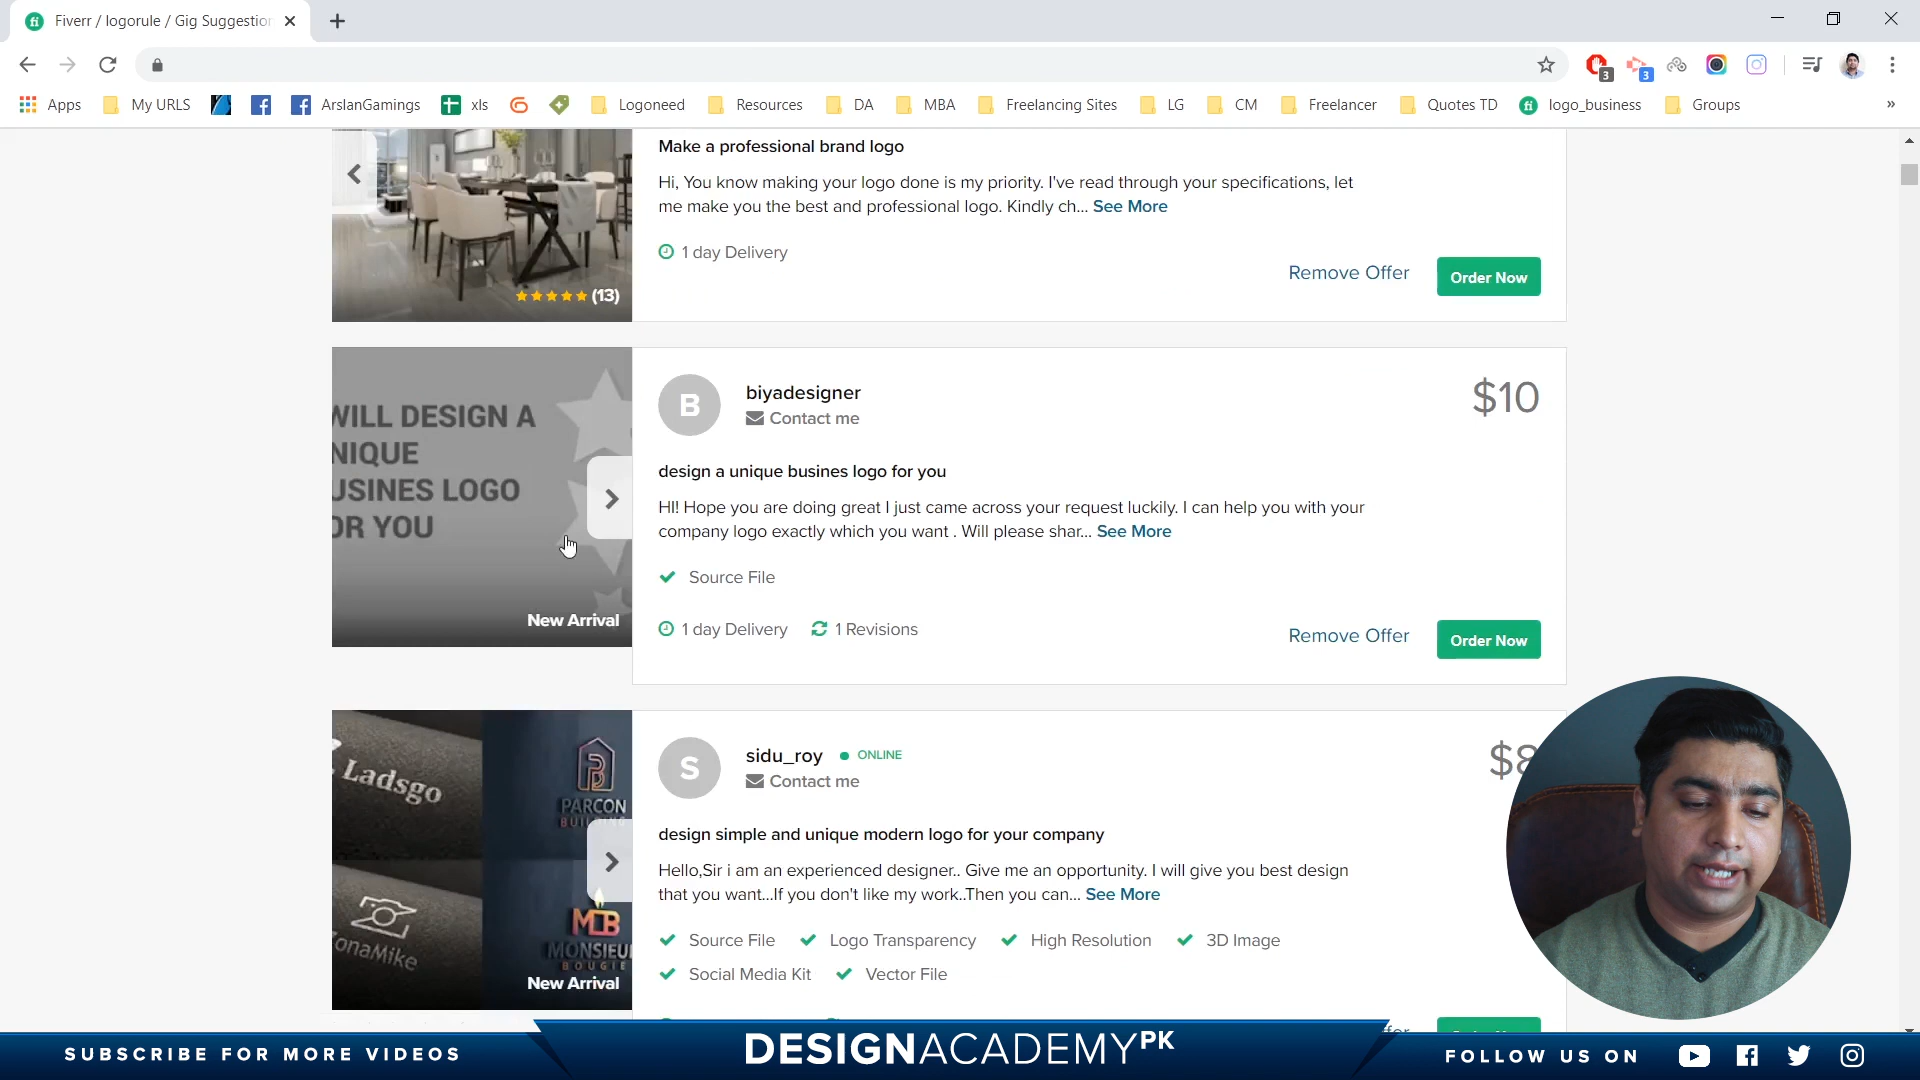 Fiverr / logorule / Gig Suggestion
3
3
Apps
My URLS
ArslanGamings
xls
Logoneed
Resources
DA
MBA
Freelancing Sites
LG
CM
Freelancer
Quotes TD
logo_business
Groups
»
Make a professional brand logo
Hi, You know making your logo done is my priority. I've read through your specifications, let
me make you the best and professional logo. Kindly ch... See More
1 day Delivery
(13)
Remove Offer
Order Now
WILL DESIGN A
NIQUE
USINES LOGO
OR YOU
New Arrival
B
biyadesigner
Contact me
$10
design a unique busines logo for you
HI! Hope you are doing great I just came across your request luckily. I can help you with your
company logo exactly which you want . Will please shar... See More
Source File
1 day Delivery
1 Revisions
Remove Offer
Order Now
Ladsgo
PARCON
MCB
New Arrival
S
sidu_roy
ONLINE
Contact me
$8
design simple and unique modern logo for your company
Hello,Sir i am an experienced designer.. Give me an opportunity. I will give you best design
that you want...If you don't like my work..Then you can... See More
Source File
Logo Transparency
High Resolution
3D Image
Social Media Kit
Vector File
SUBSCRIBE FOR MORE VIDEOS
DESIGNACADEMYPK
FOLLOW US ON